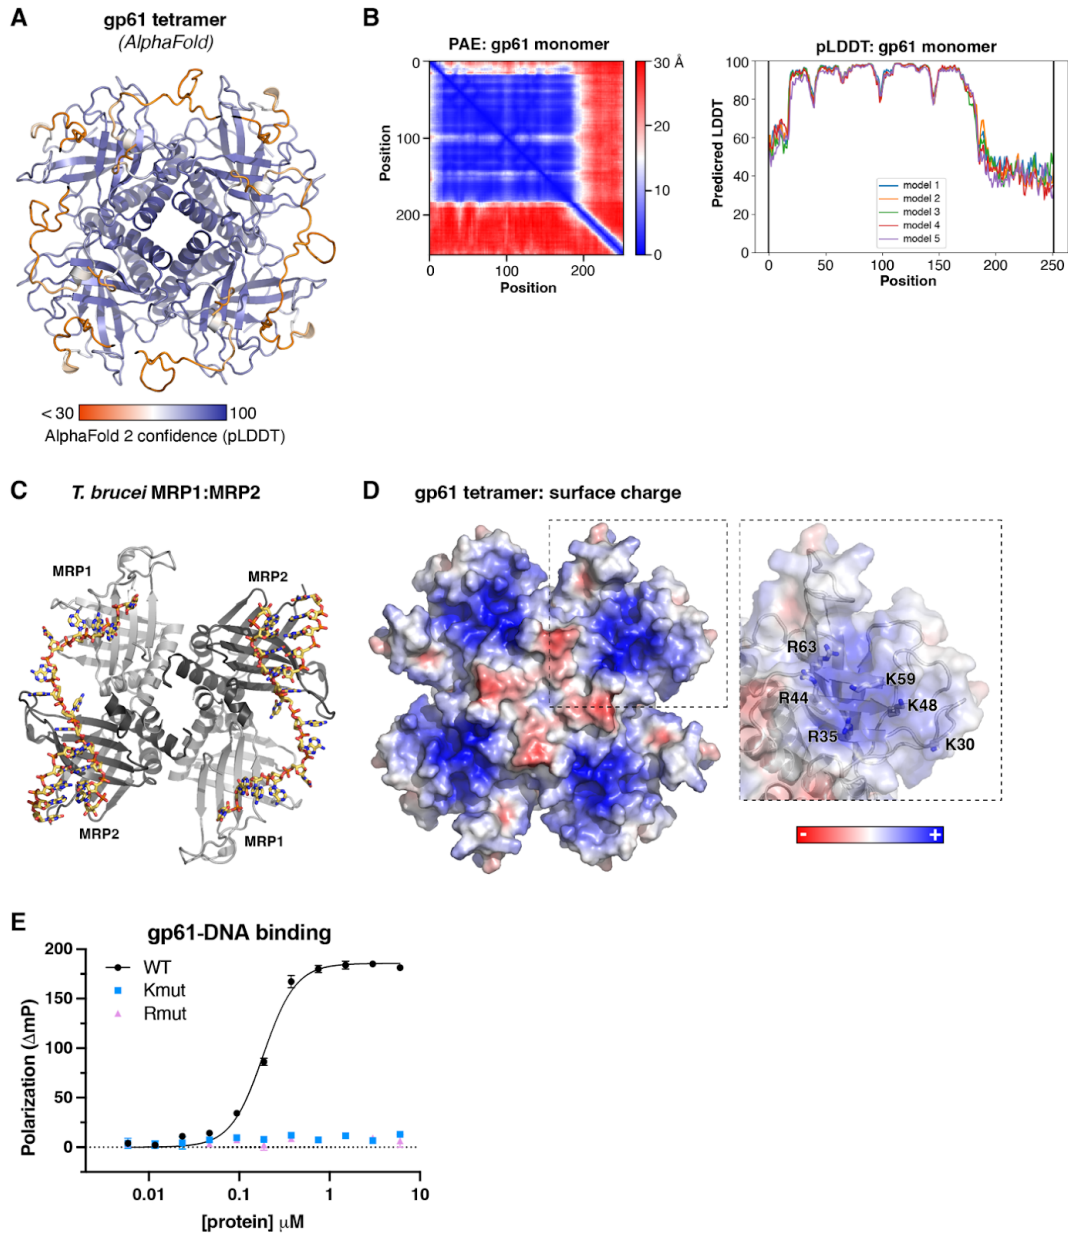 A
gp61 tetramer
(AlphaFold)
< 30
100
AlphaFold 2 confidence (pLDDT)
B
PAE: gp61 monomer
0
100
200
Position
0
100
200
Position
30 Å
20
10
0
pLDDT: gp61 monomer
100
80
60
40
20
0
Predicred LDDT
model 1
model 2
model 3
model 4
model 5
0
50
100
150
200
250
Position
C
T. brucei MRP1:MRP2
MRP1
MRP2
MRP2
MRP1
D
gp61 tetramer: surface charge
R63
K59
R44
K48
R35
K30
-
+
E
gp61-DNA binding
200
150
100
50
0
Polarization (ΔmP)
WT
Kmut
Rmut
0.01
0.1
1
10
[protein] μM